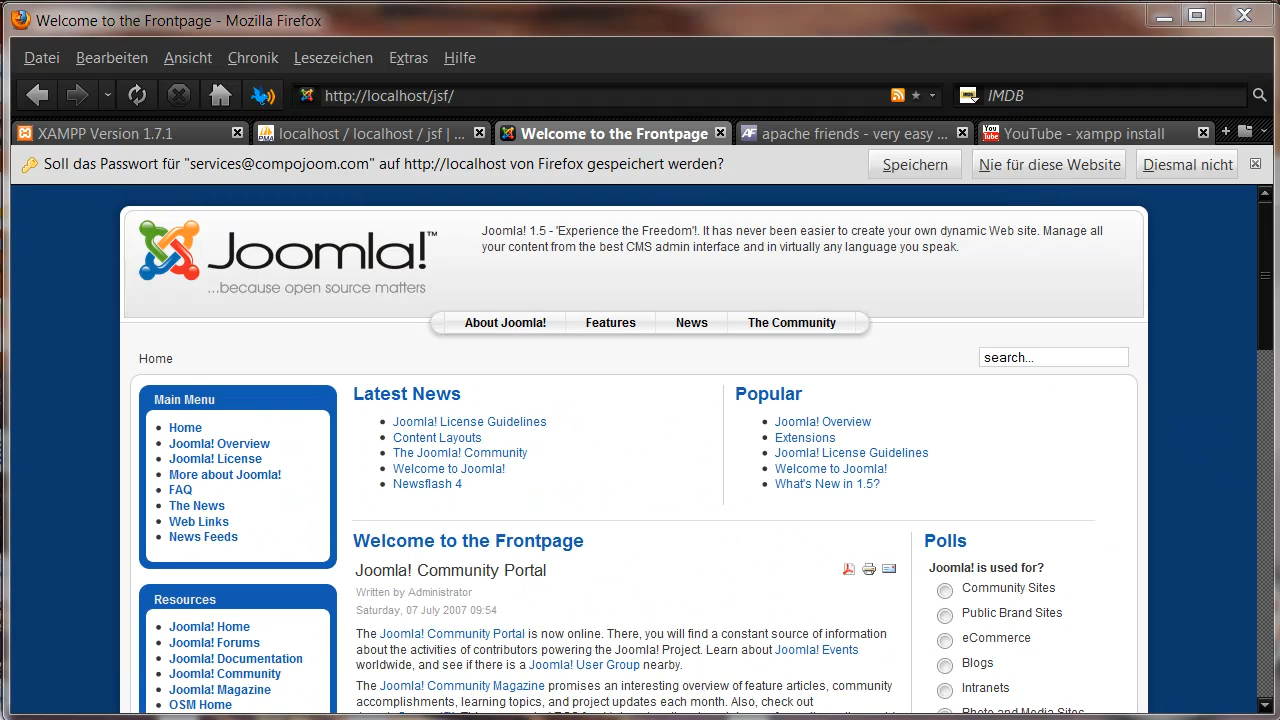 Welcome to the Frontpage - Mozilla Firefox
Datei Bearbeiten Ansicht Chronik Lesezeichen Extras Hilfe
http://localhost/jsf/
IMDB
XAMPP Version 1.7.1
localhost / localhost / jsf | ...
Welcome to the Frontpage
apache friends - very easy ...
YouTube - xampp install
Soll das Passwort für "services@compojoom.com" auf http://localhost von Firefox gespeichert werden?
Speichern
Nie für diese Website
Diesmal nicht
Joomla!™
...because open source matters
Joomla! 1.5 - 'Experience the Freedom'!. It has never been easier to create your own dynamic Web site. Manage all
your content from the best CMS admin interface and in virtually any language you speak.
About Joomla! Features News The Community
Home
search...
Main Menu
Home
Joomla! Overview
Joomla! License
More about Joomla!
FAQ
The News
Web Links
News Feeds
Resources
Joomla! Home
Joomla! Forums
Joomla! Documentation
Joomla! Community
Joomla! Magazine
OSM Home
Latest News
Joomla! License Guidelines
Content Layouts
The Joomla! Community
Welcome to Joomla!
Newsflash 4
Popular
Joomla! Overview
Extensions
Joomla! License Guidelines
Welcome to Joomla!
What's New in 1.5?
Welcome to the Frontpage
Joomla! Community Portal
Written by Administrator
Saturday, 07 July 2007 09:54
The Joomla! Community Portal is now online. There, you will find a constant source of information
about the activities of contributors powering the Joomla! Project. Learn about Joomla! Events
worldwide, and see if there is a Joomla! User Group nearby.
The Joomla! Community Magazine promises an interesting overview of feature articles, community
accomplishments, learning topics, and project updates each month. Also, check out
Polls
Joomla! is used for?
Community Sites
Public Brand Sites
eCommerce
Blogs
Intranets
Photo and Media Sites